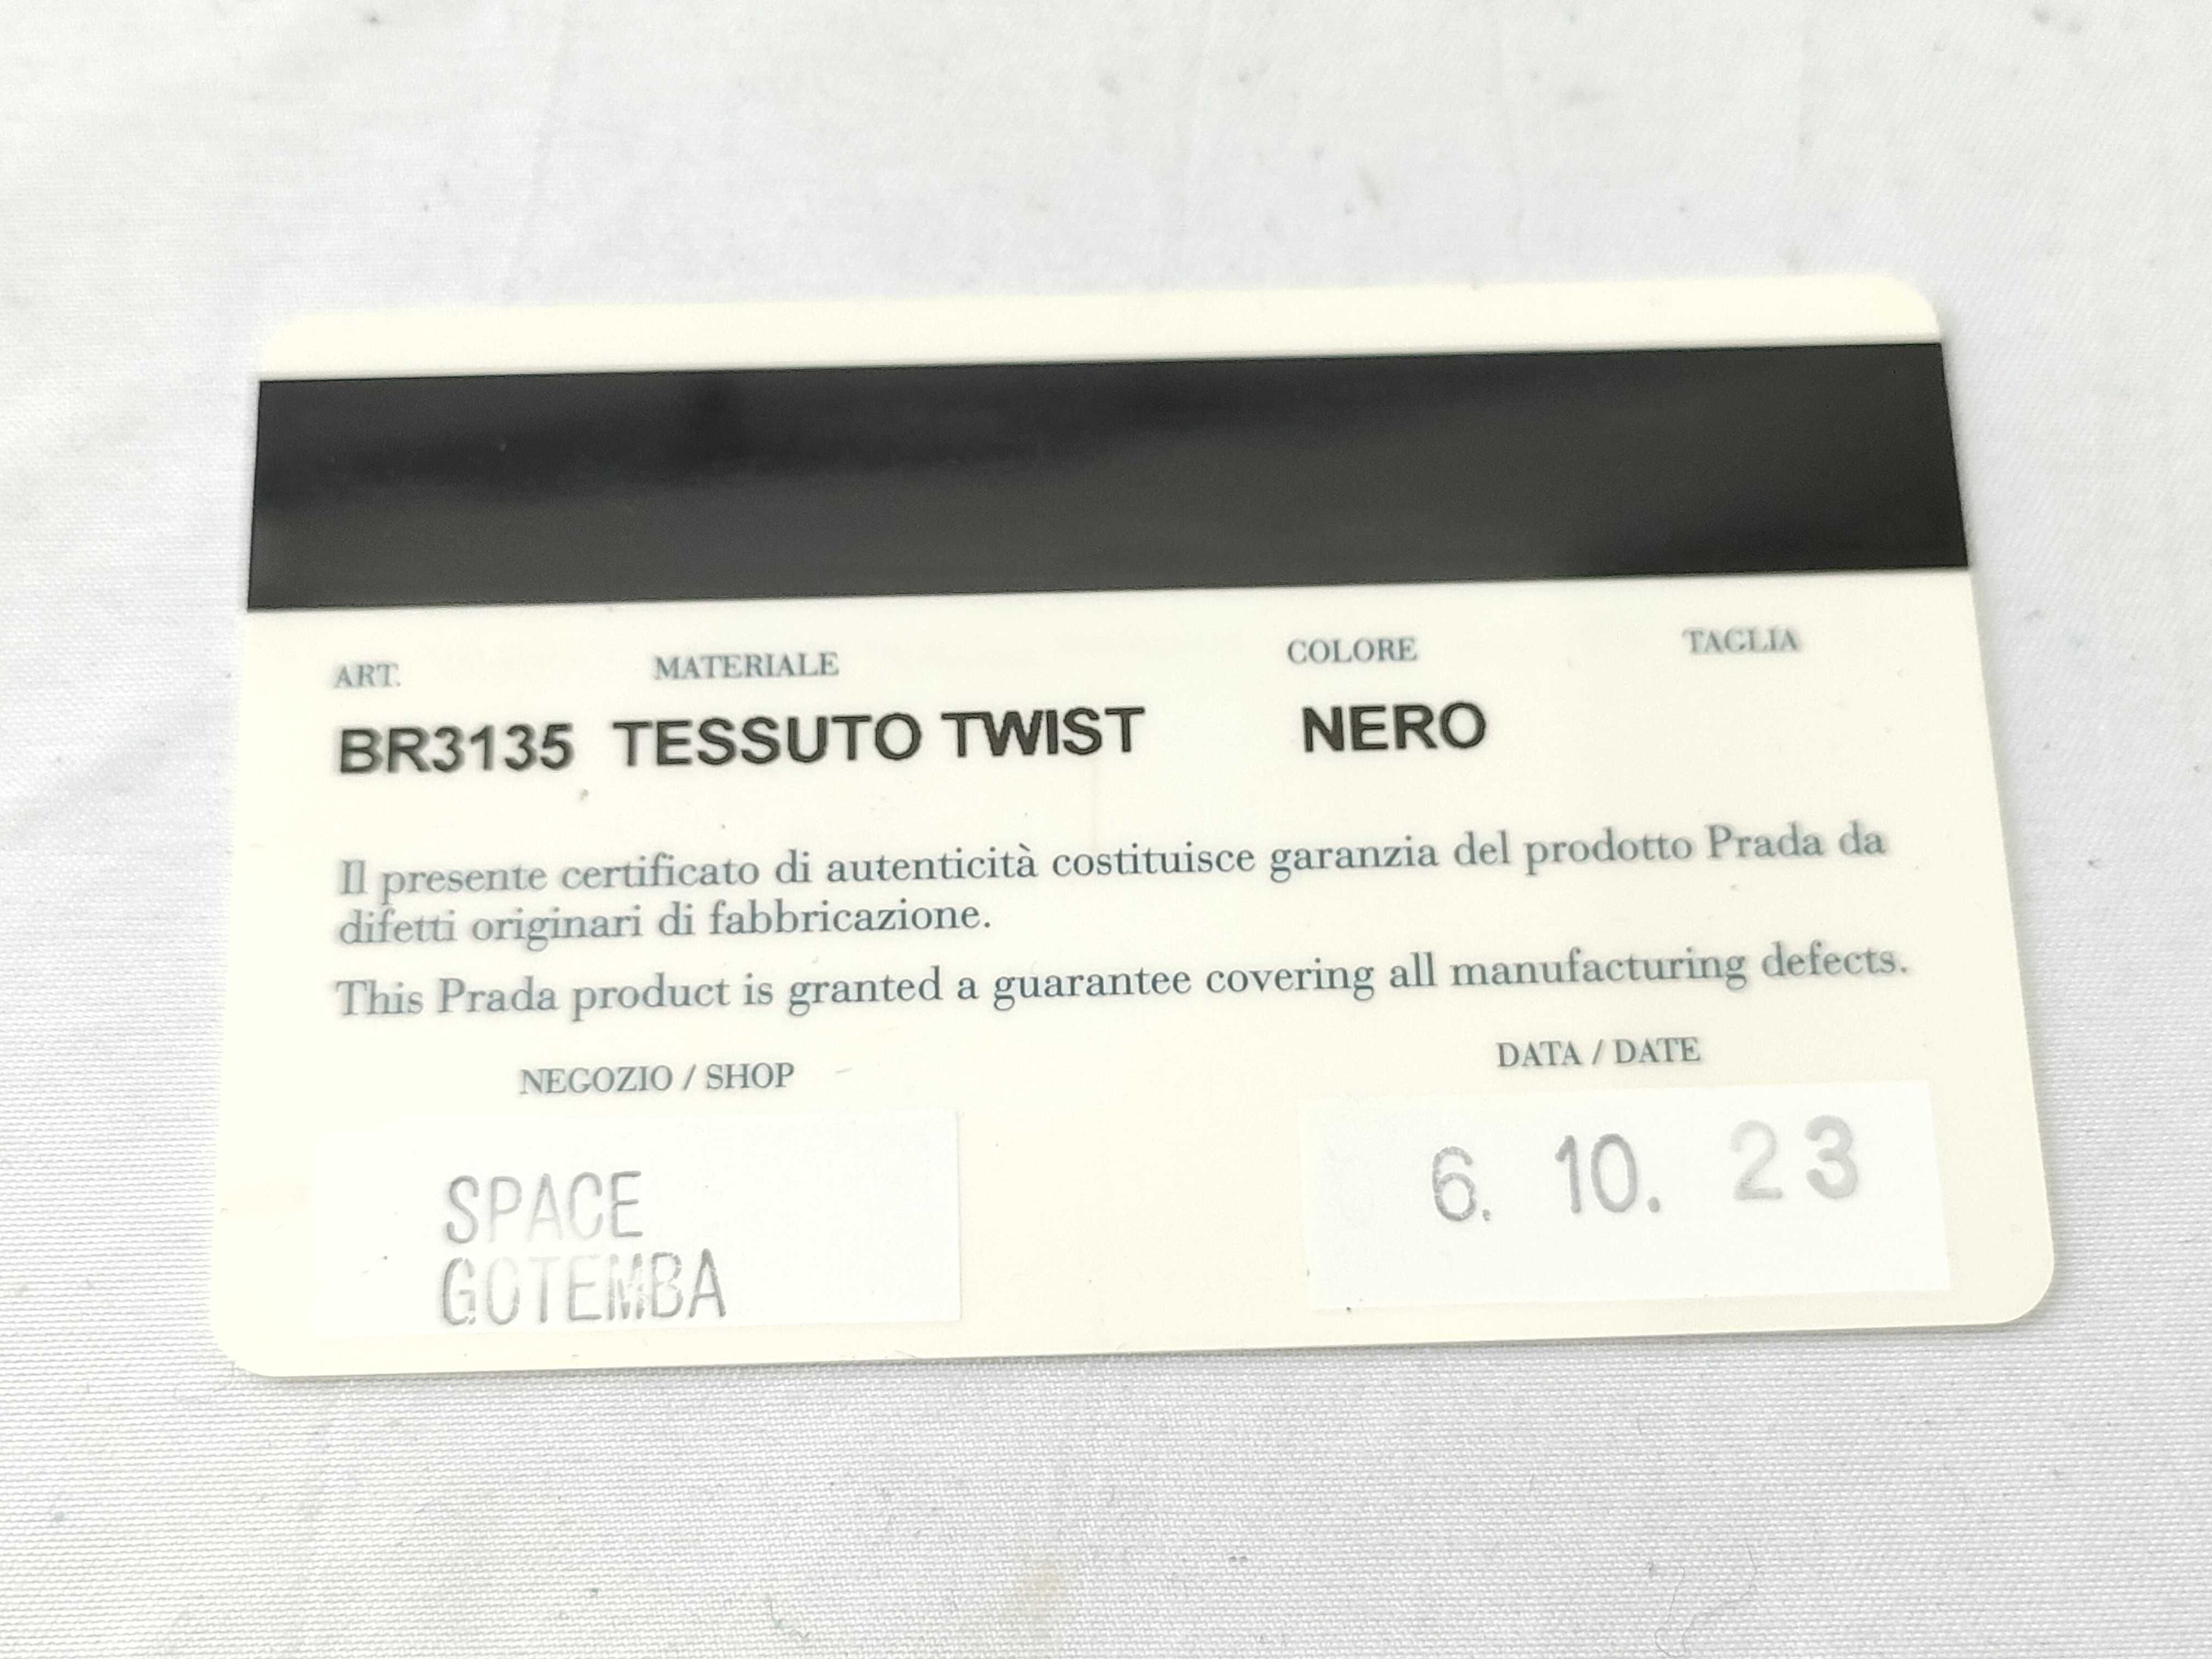 ART. MATERIALE COLORE TAGLIA
BR3135 TESSUTO TWIST NERO
Il presente certificato di autenticità costituisce garanzia del prodotto Prada da
difetti originari di fabbricazione.
This Prada product is granted a guarantee covering all manufacturing defects.
NEGOZIO / SHOP DATA / DATE
SPACE 6. 10. 23
GOTEMBA